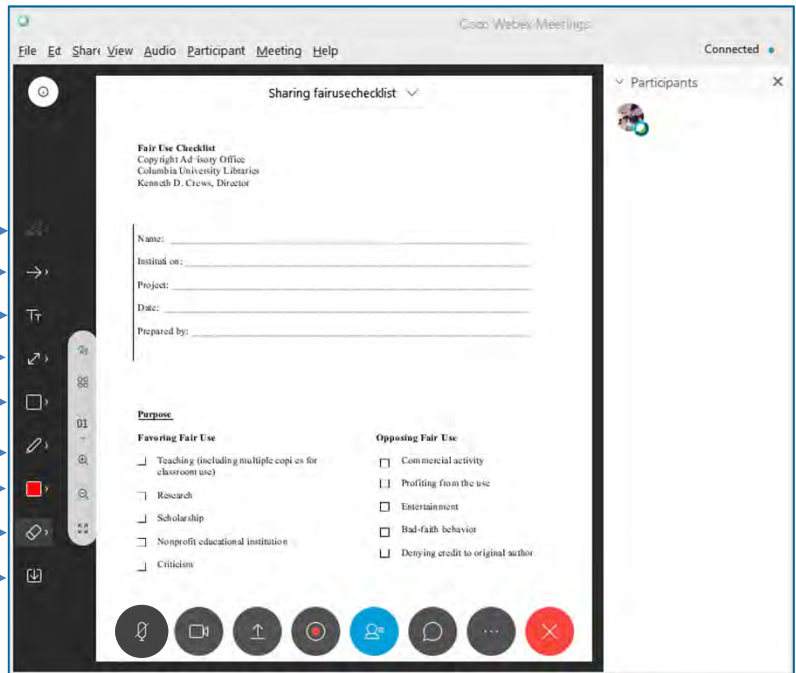 Cisco Webex Meetings
File Ed Share View Audio Participant Meeting Help
Connected
Sharing fairusechecklist
Participants
Fair Use Checklist
Copyright Advisory Office
Columbia University Libraries
Kenneth D. Crews, Director
Name:
Institution:
Project:
Date:
Prepared by:
01
Purpose
Favoring Fair Use
Teaching (including multiple copies for
classroom use)
Research
Scholarship
Nonprofit educational institution
Criticism
Opposing Fair Use
Commercial activity
Profiting from the use
Entertainment
Bad-faith behavior
Denying credit to original author